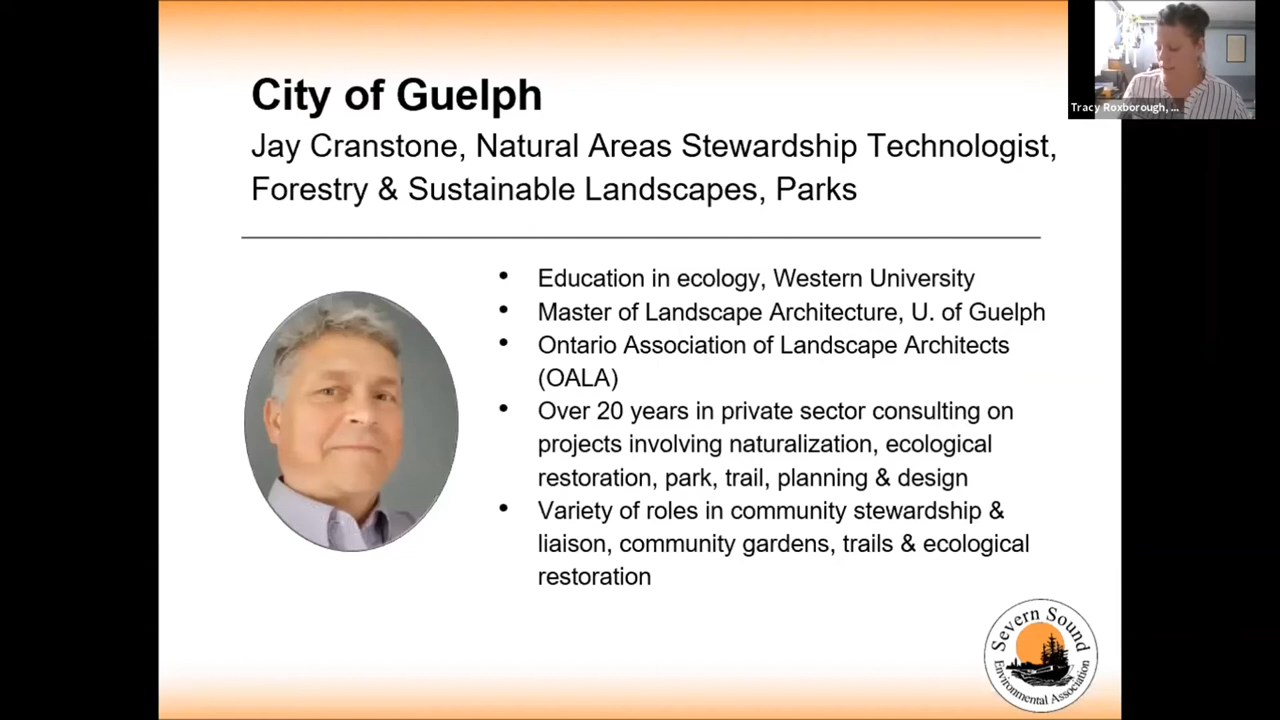 City of Guelph
Jay Cranstone, Natural Areas Stewardship Technologist,
Forestry & Sustainable Landscapes, Parks
• Education in ecology, Western University
• Master of Landscape Architecture, U. of Guelph
• Ontario Association of Landscape Architects
(OALA)
• Over 20 years in private sector consulting on
projects involving naturalization, ecological
restoration, park, trail, planning & design
• Variety of roles in community stewardship &
liaison, community gardens, trails & ecological
restoration
Tracy Roxborough, ...
Severn Sound
Environmental Association